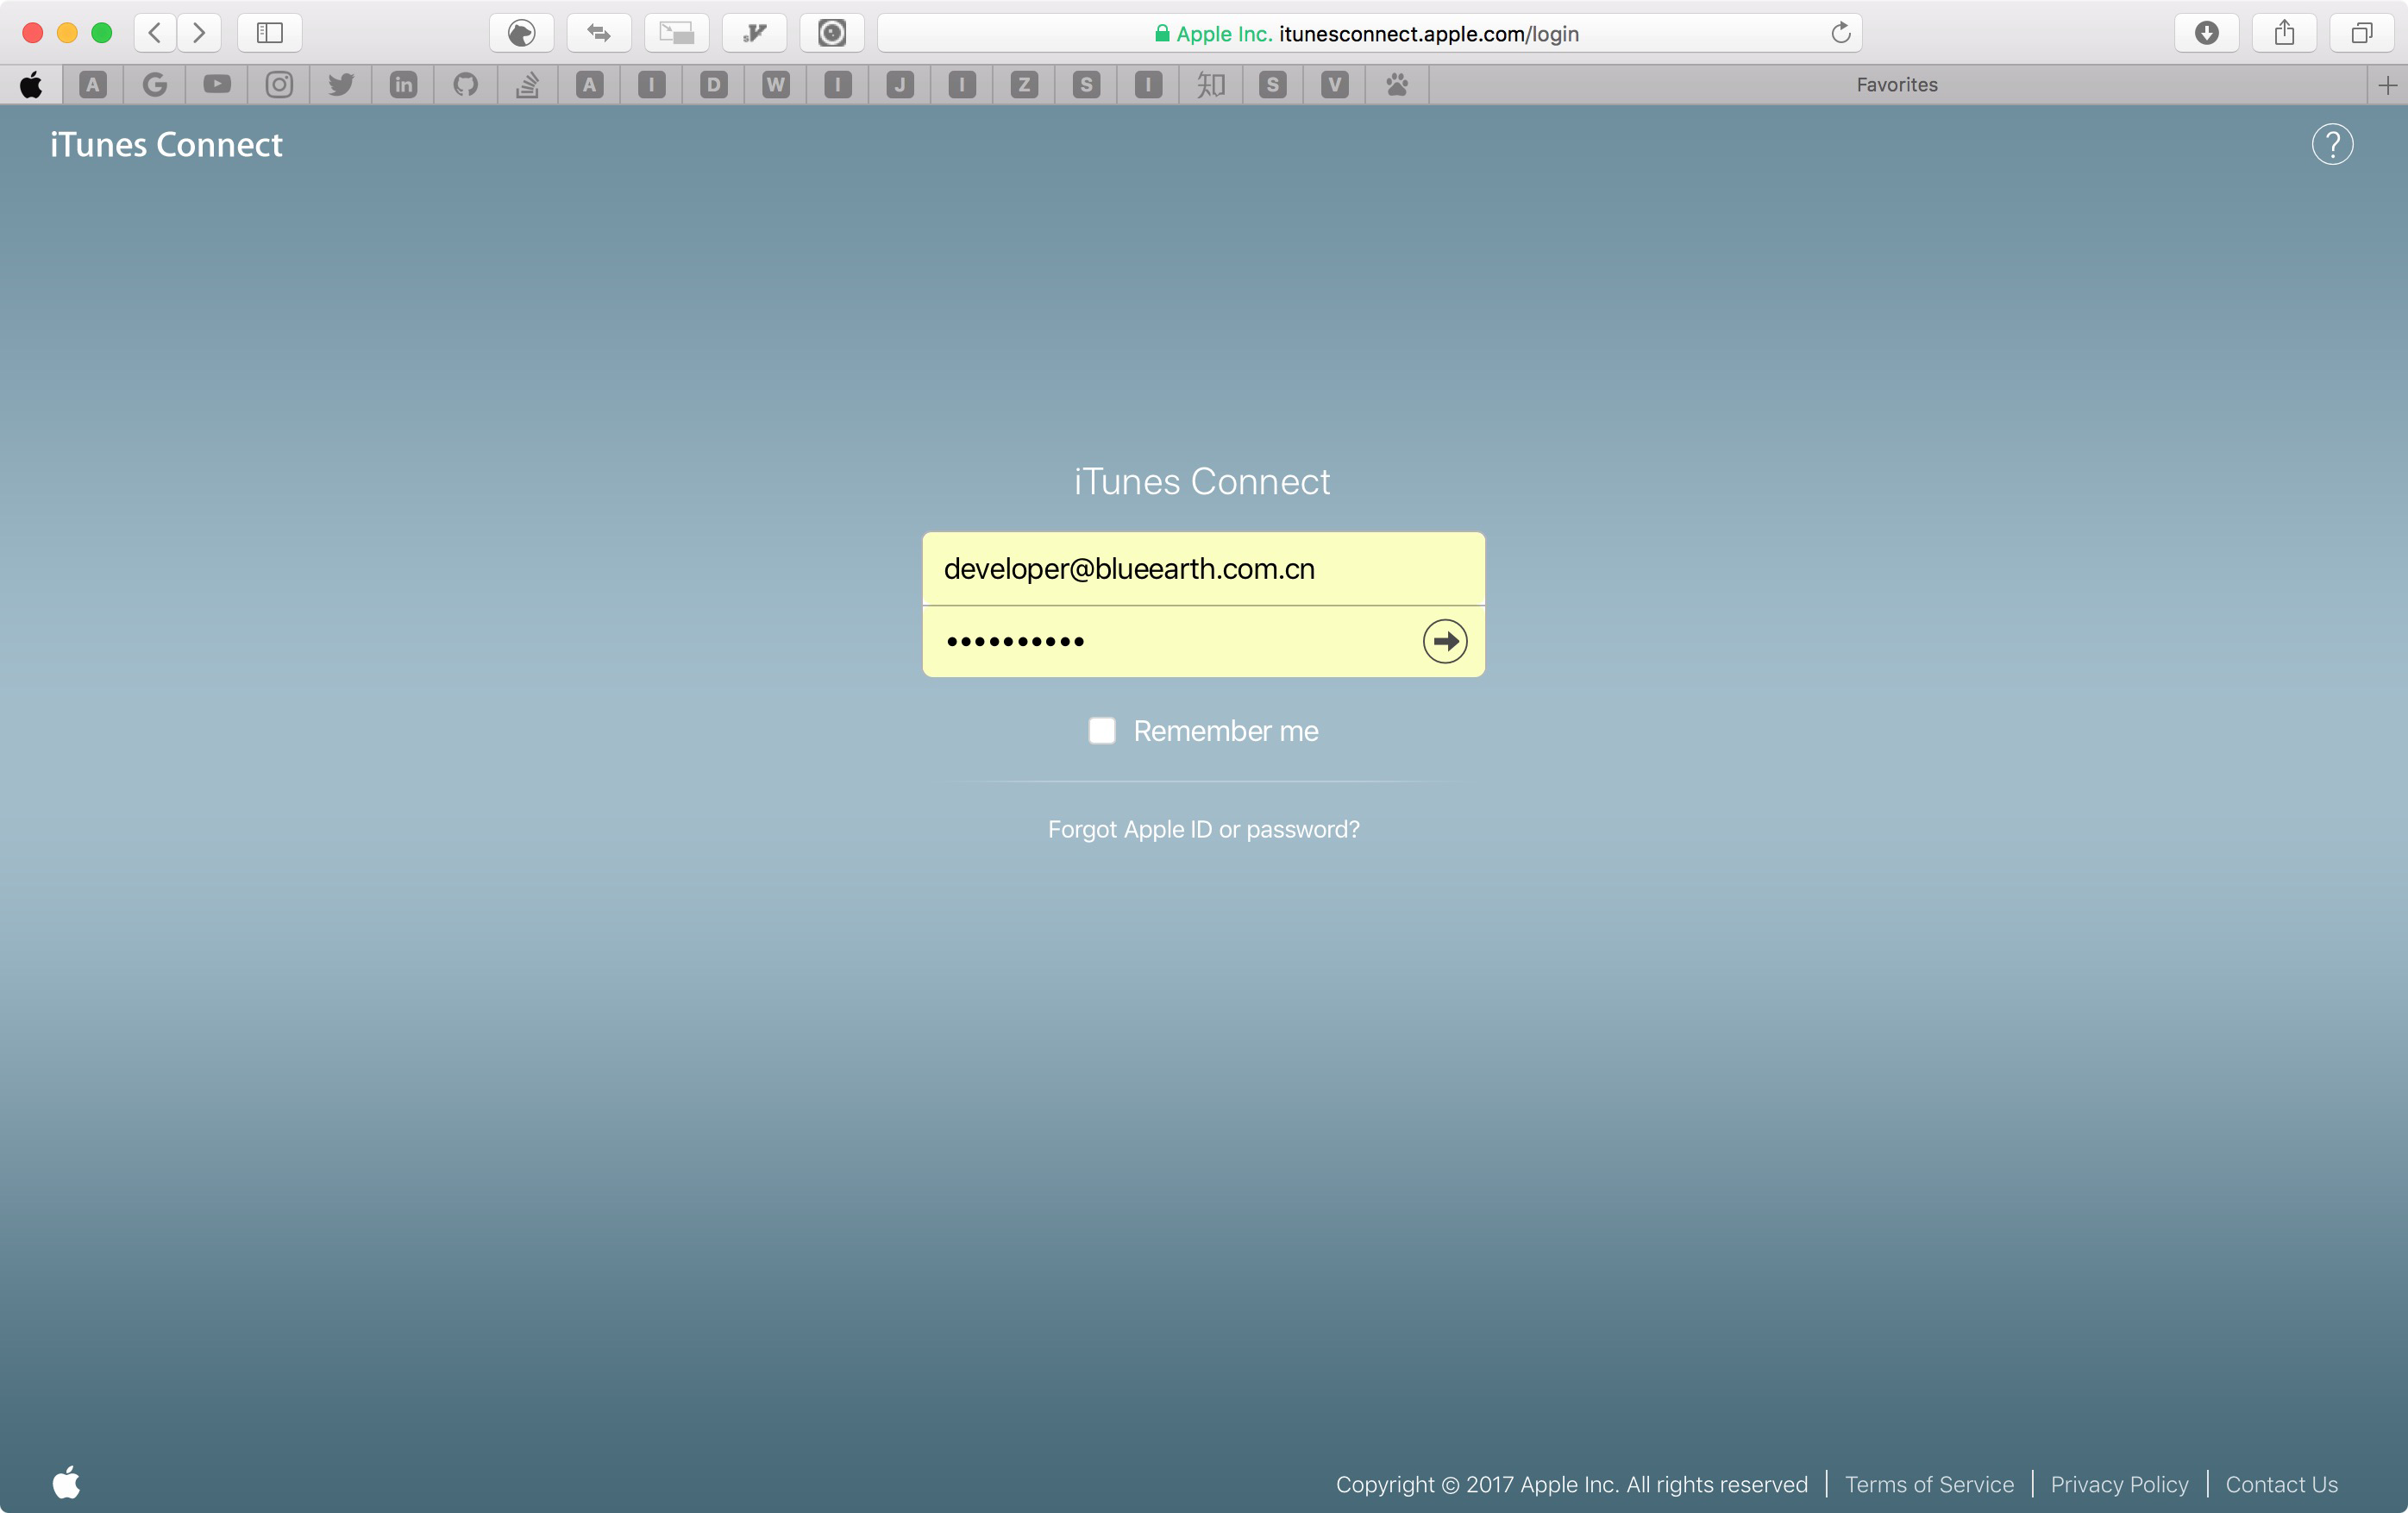 Apple Inc. itunesconnect.apple.com/login
A G in A I D W I J I Z S I 知 S V Favorites
iTunes Connect ?
iTunes Connect
developer@blueearth.com.cn
••••••••••
Remember me
Forgot Apple ID or password?
Copyright © 2017 Apple Inc. All rights reserved | Terms of Service | Privacy Policy | Contact Us